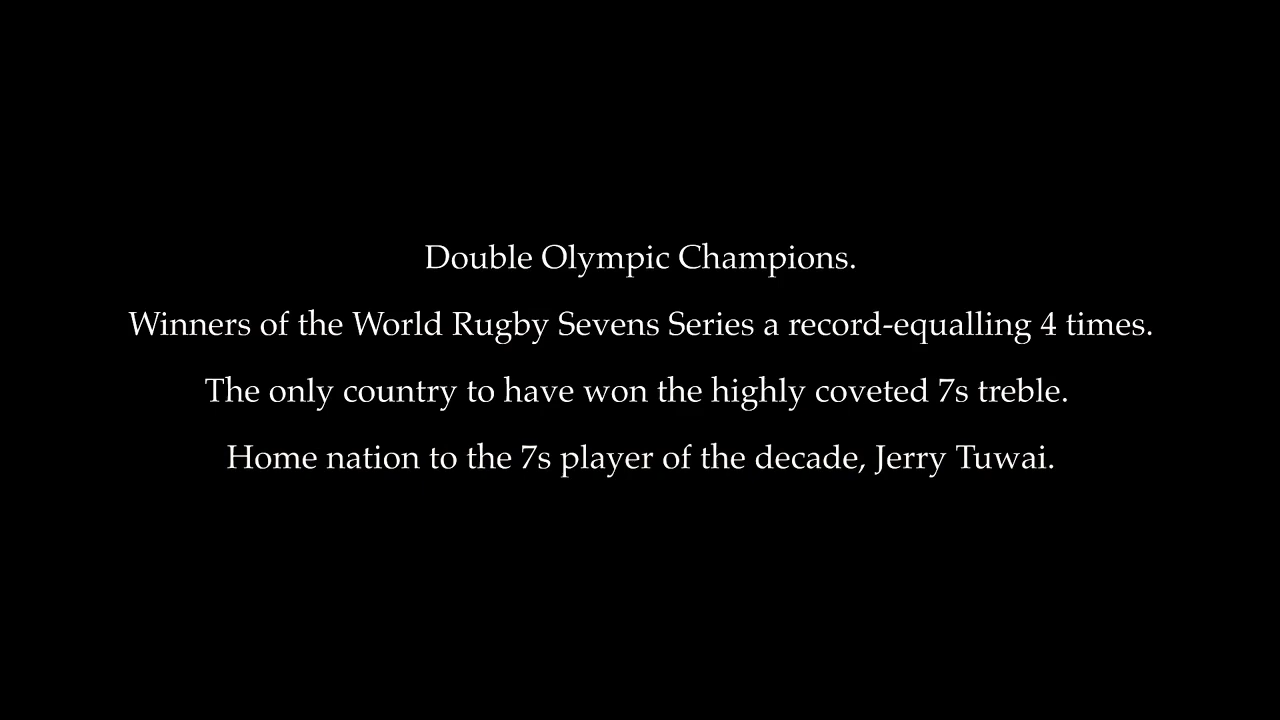 Double Olympic Champions.
Winners of the World Rugby Sevens Series a record-equalling 4 times.
The only country to have won the highly coveted 7s treble.
Home nation to the 7s player of the decade, Jerry Tuwai.